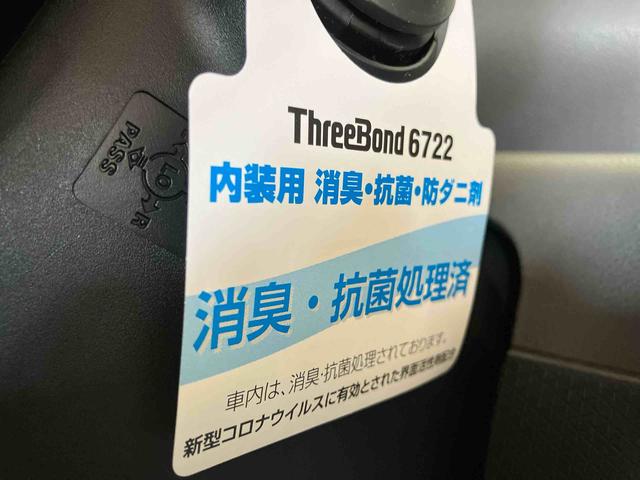 ThreeBond 6722
内装用 消臭・抗菌・防ダニ剤
消臭・抗菌処理済
車内は、消臭・抗菌処理されております。
新型コロナウイルスに有効とされた界面活性剤配合
PASS
LO
R